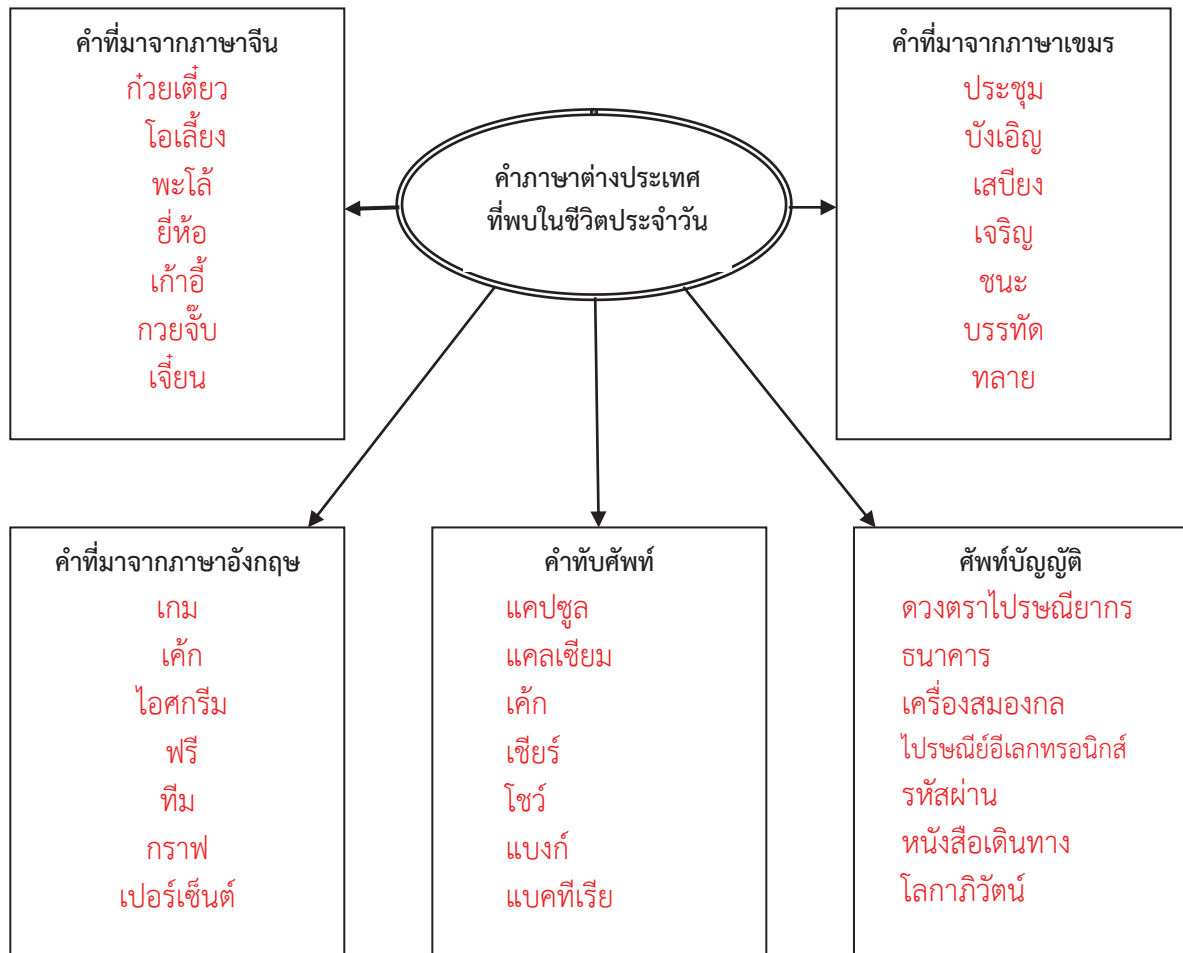 คำที่มาจากภาษาจีน
ก๋วยเตี๋ยว
โอเลี้ยง
พะโล้
ยี่ห้อ
เก้าอี้
กวยจั๊บ
เจี๋ยน
คำภาษาต่างประเทศ
ที่พบในชีวิตประจำวัน
คำที่มาจากภาษาเขมร
ประชุม
บังเอิญ
เสบียง
เจริญ
ชนะ
บรรทัด
ทลาย
คำที่มาจากภาษาอังกฤษ
เกม
เค้ก
ไอศกรีม
ฟรี
ทีม
กราฟ
เปอร์เซ็นต์
คำทับศัพท์
แคปซูล
แคลเซียม
เค้ก
เชียร์
โชว์
แบงก์
แบคทีเรีย
ศัพท์บัญญัติ
ดวงตราไปรษณียากร
ธนาคาร
เครื่องสมองกล
ไปรษณีย์อีเลกทรอนิกส์
รหัสผ่าน
หนังสือเดินทาง
โลกาภิวัตน์